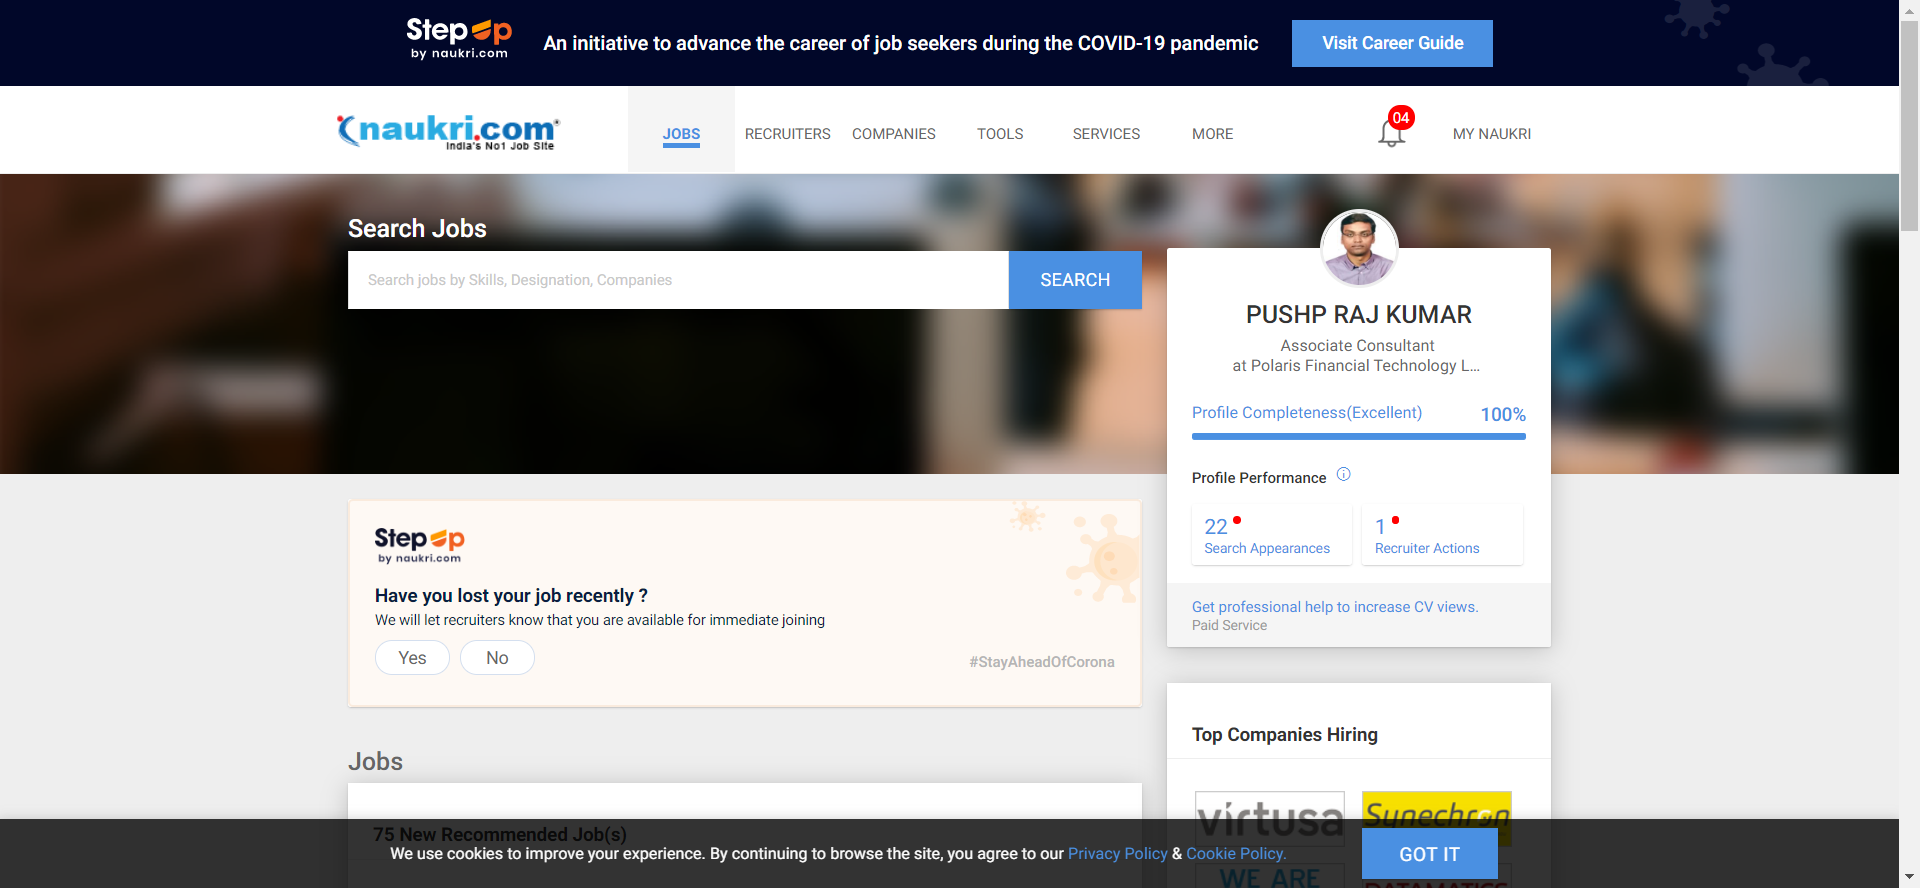 StepUp
by naukri.com
An initiative to advance the career of job seekers during the COVID-19 pandemic
Visit Career Guide
naukri.com
India's No1 Job Site
JOBS
RECRUITERS
COMPANIES
TOOLS
SERVICES
MORE
04
MY NAUKRI
Search Jobs
Search jobs by Skills, Designation, Companies
SEARCH
PUSHP RAJ KUMAR
Associate Consultant
at Polaris Financial Technology L...
Profile Completeness(Excellent)
100%
Profile Performance
22
Search Appearances
1
Recruiter Actions
Get professional help to increase CV views.
Paid Service
StepUp
by naukri.com
Have you lost your job recently ?
We will let recruiters know that you are available for immediate joining
Yes
No
#StayAheadOfCorona
Top Companies Hiring
virtusa
Synechron
WE ARE
DATAMATICS
Jobs
75 New Recommended Job(s)
We use cookies to improve your experience. By continuing to browse the site, you agree to our Privacy Policy & Cookie Policy.
GOT IT